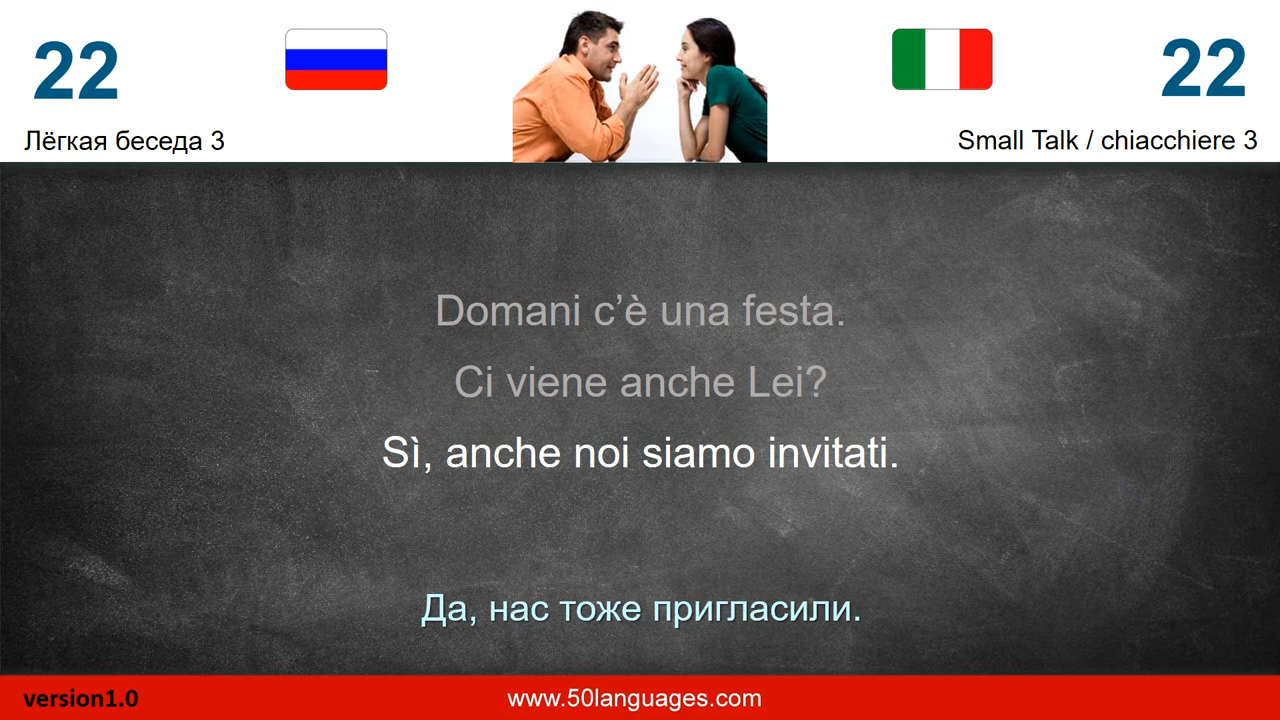 22
22
Лёгкая беседа 3
Small Talk / chiacchiere 3
Domani c’è una festa.
Ci viene anche Lei?
Sì, anche noi siamo invitati.
Да, нас тоже пригласили.
version1.0
www.50languages.com